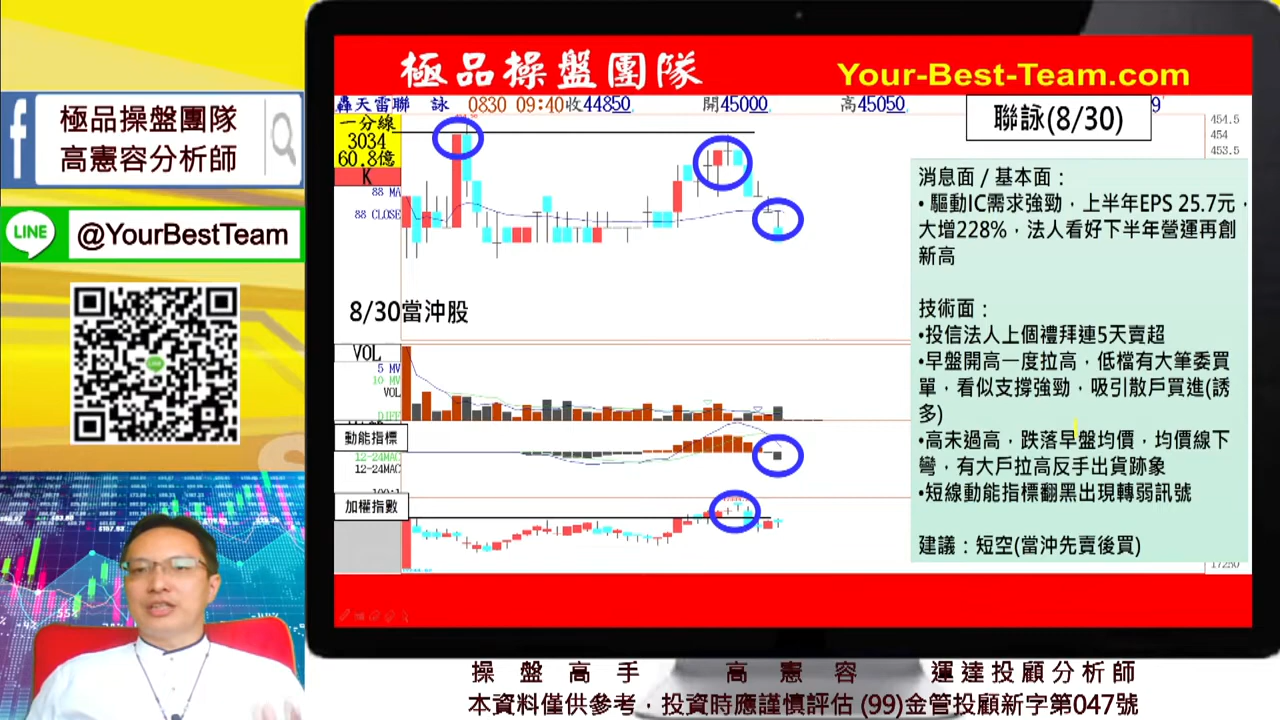 極品操盤團隊
高憲容分析師
LINE
@YourBestTeam
極品操盤團隊
Your-Best-Team.com
轟天雷聯 詠 0830 09:40收44850 開45000 高45050
聯詠(8/30)
一分線
3034
60.8億
K
88 MA
88 CLOSE
454.5
454
453.5
8/30當沖股
VOL
5 MV
10 MV
VOL
DIFF
動能指標
12-24MAC
12-24MAC
加權指數
消息面 / 基本面：
• 驅動IC需求強勁，上半年EPS 25.7元，
大增228%，法人看好下半年營運再創
新高
技術面：
•投信法人上個禮拜連5天賣超
•早盤開高一度拉高，低檔有大筆委買
單，看似支撐強勁，吸引散戶買進(誘
多)
•高未過高，跌落早盤均價，均價線下
彎，有大戶拉高反手出貨跡象
•短線動能指標翻黑出現轉弱訊號
建議：短空(當沖先賣後買)
操盤高手 高憲容 運達投顧分析師
本資料僅供參考，投資時應謹慎評估 (99)金管投顧新字第047號